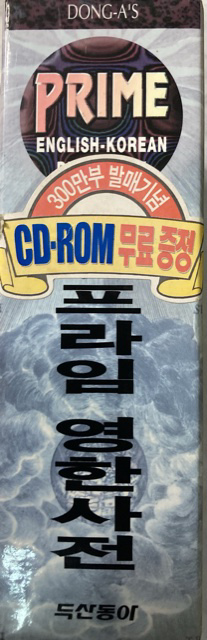 DONG-A'S
PRIME
ENGLISH-KOREAN
300만부 발매기념
CD-ROM 무료 증정
프라임 영한사전
두산동아